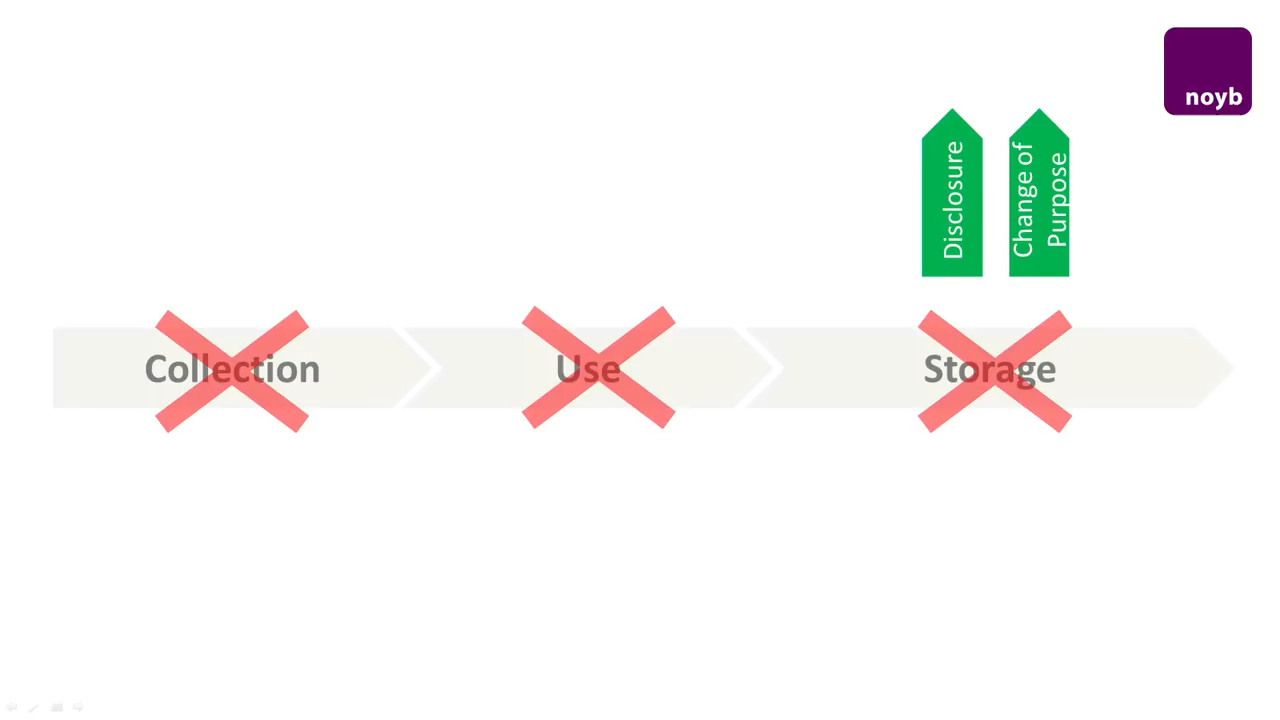 noyb
Disclosure
Change of
Purpose
Collection
Use
Storage